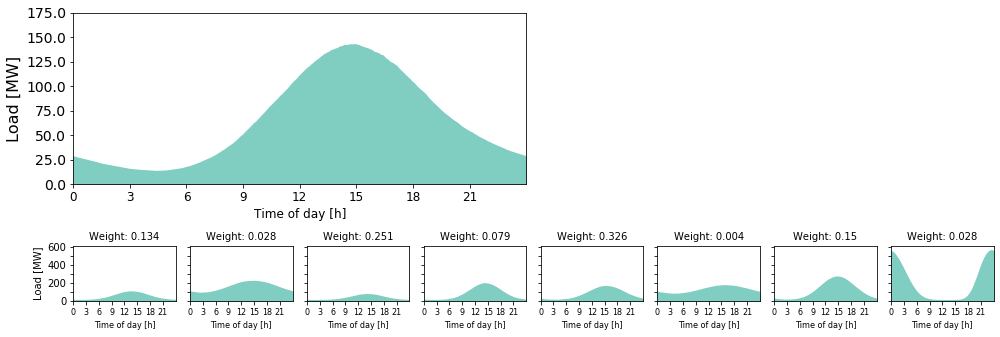 175.0
150.0
125.0
100.0
75.0
50.0
25.0
0.0
Load [MW]
0 3 6 9 12 15 18 21
Time of day [h]
Weight: 0.134 Weight: 0.028 Weight: 0.251 Weight: 0.079 Weight: 0.326 Weight: 0.004 Weight: 0.15 Weight: 0.028
600
400
200
0
Load [MW]
0 3 6 9 12 15 18 21 0 3 6 9 12 15 18 21 0 3 6 9 12 15 18 21 0 3 6 9 12 15 18 21 0 3 6 9 12 15 18 21 0 3 6 9 12 15 18 21 0 3 6 9 12 15 18 21 0 3 6 9 12 15 18 21
Time of day [h] Time of day [h] Time of day [h] Time of day [h] Time of day [h] Time of day [h] Time of day [h] Time of day [h]